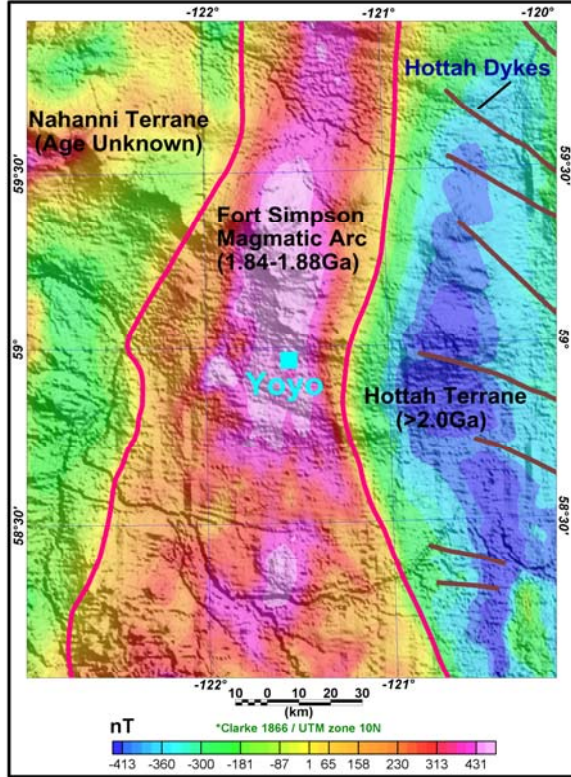 -122°
-121°
-120°
Hottah Dykes
Nahanni Terrane
(Age Unknown)
59°30'
59°30'
Fort Simpson
Magmatic Arc
(1.84-1.88Ga)
59°
59°
Yoyo
Hottah Terrane
(>2.0Ga)
58°30'
58°30'
-122°
-121°
10 0 10 20 30
(km)
nT
*Clarke 1866 / UTM zone 10N
-413 -360 -300 -181 -87 1 65 158 230 313 431